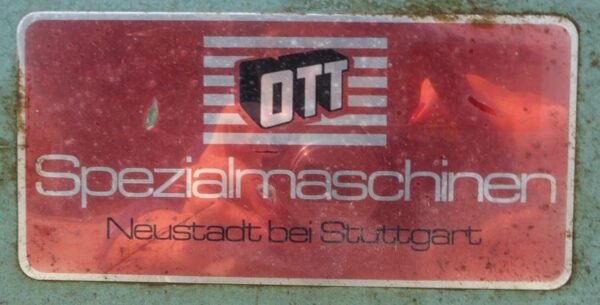 OTT
Spezialmaschinen
Neustadt bei Stuttgart